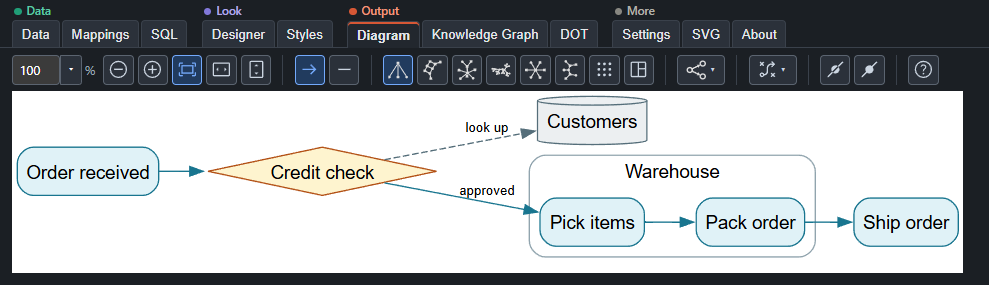 Data Look Output More
Data Mappings SQL Designer Styles Diagram Knowledge Graph DOT Settings SVG About
100 %
look up
Customers
Order received
Credit check
Warehouse
approved
Pick items
Pack order
Ship order